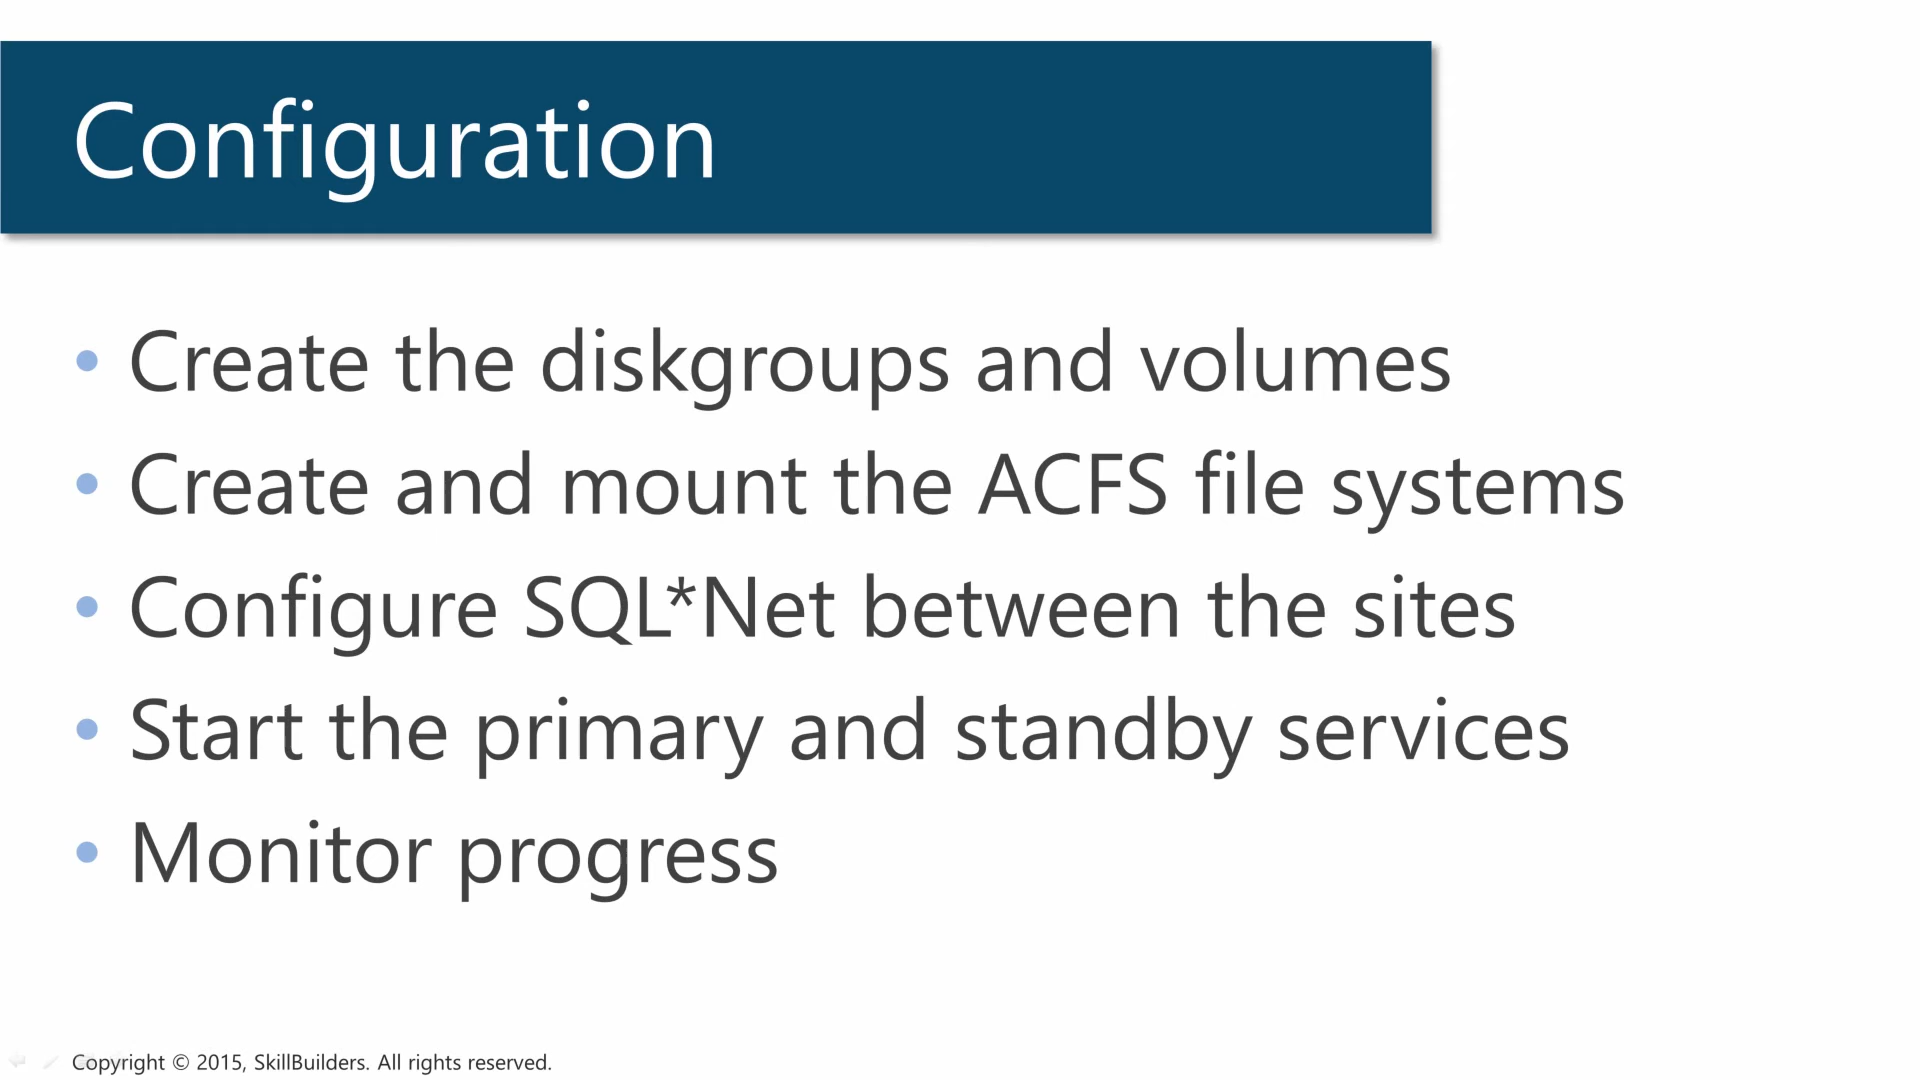 Configuration
• Create the diskgroups and volumes
• Create and mount the ACFS file systems
• Configure SQL*Net between the sites
• Start the primary and standby services
• Monitor progress
Copyright © 2015, SkillBuilders. All rights reserved.